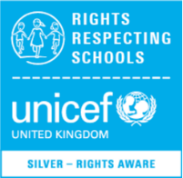 RIGHTS
RESPECTING
SCHOOLS
unicef
UNITED KINGDOM
SILVER – RIGHTS AWARE